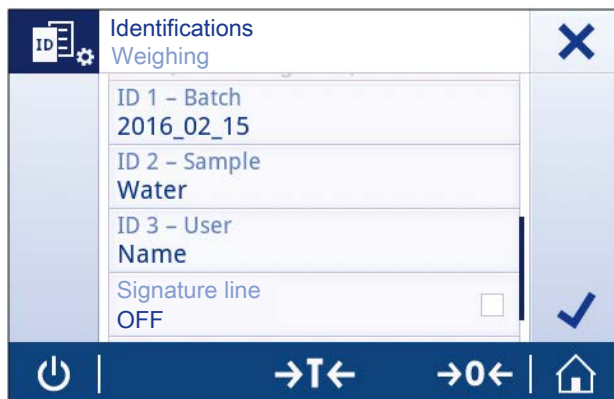 ID
Identifications
Weighing
ID 1 – Batch
2016_02_15
ID 2 – Sample
Water
ID 3 – User
Name
Signature line
OFF
→T← →0←